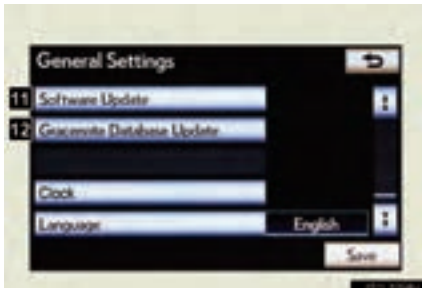 General Settings
11 Software Update
12 Gracenote Database Update
Clock
Language English
Save